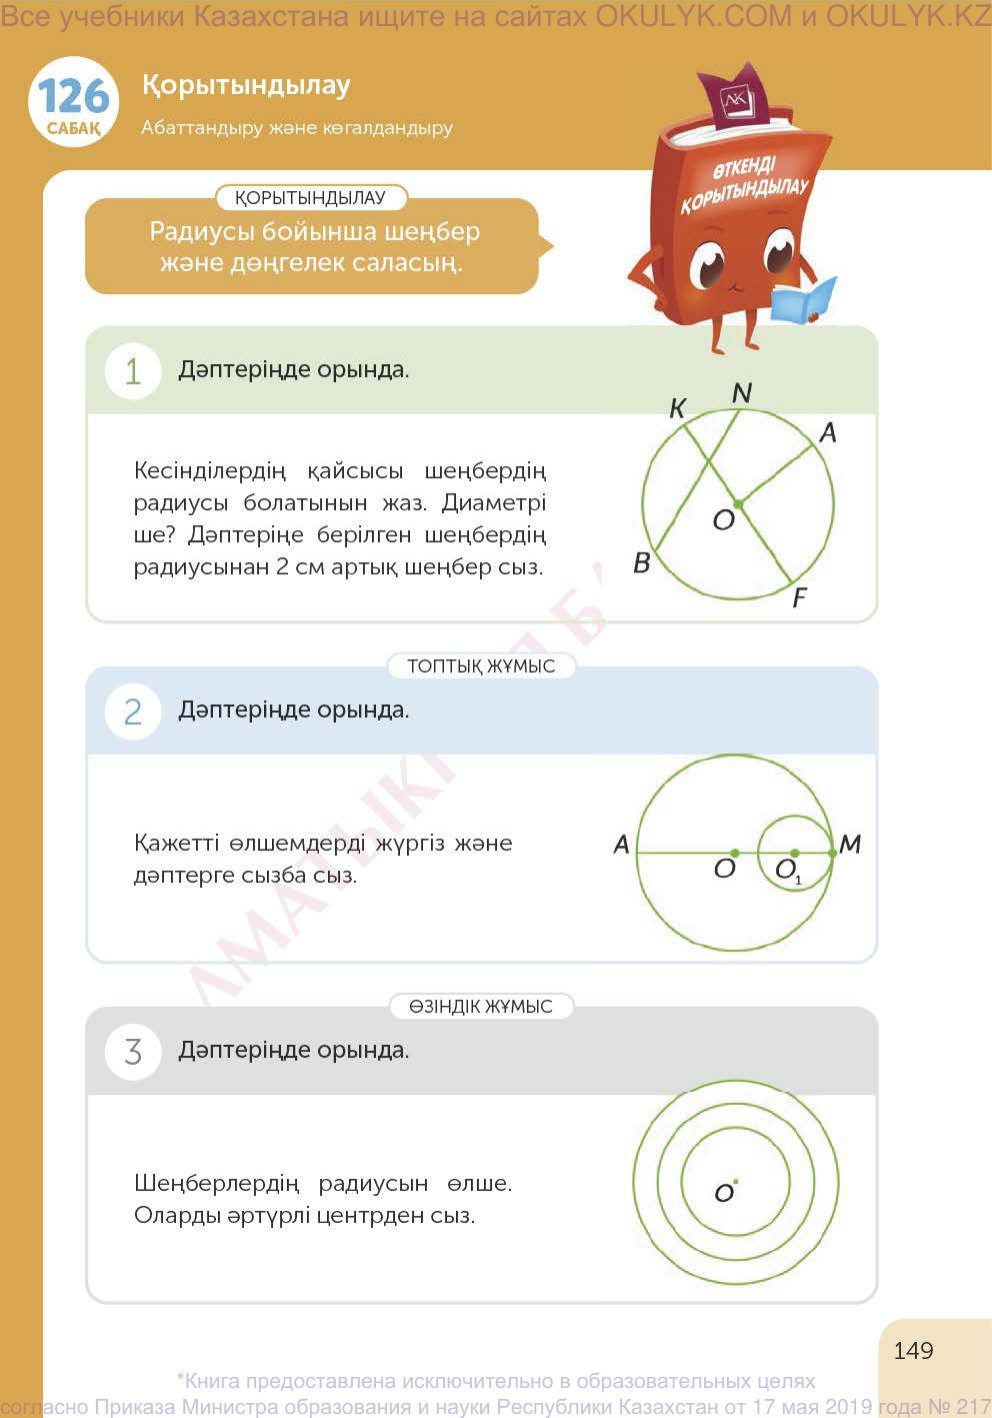 Все учебники Казахстана ищите на сайтах OKULYK.COM и OKULYK.KZ
126
САБАҚ
Қорытындылау
Абаттандыру және көгалдандыру
АК
ӨТКЕНДІ
ҚОРЫТЫНДЫЛАУ
ҚОРЫТЫНДЫЛАУ
Радиусы бойынша шеңбер
және дөңгелек саласың.
1
Дәптеріңде орында.
Кесінділердің қайсысы шеңбердің
радиусы болатынын жаз. Диаметрі
ше? Дәптеріңе берілген шеңбердің
радиусынан 2 см артық шеңбер сыз.
K
N
A
O
B
F
ТОПТЫҚ ЖҰМЫС
2
Дәптеріңде орында.
Қажетті өлшемдерді жүргіз және
дәптерге сызба сыз.
A
O
O1
M
ӨЗІНДІК ЖҰМЫС
3
Дәптеріңде орында.
Шеңберлердің радиусын өлше.
Оларды әртүрлі центрден сыз.
O
149
*Книга предоставлена исключительно в образовательных целях
согласно Приказа Министра образования и науки Республики Казахстан от 17 мая 2019 года № 217